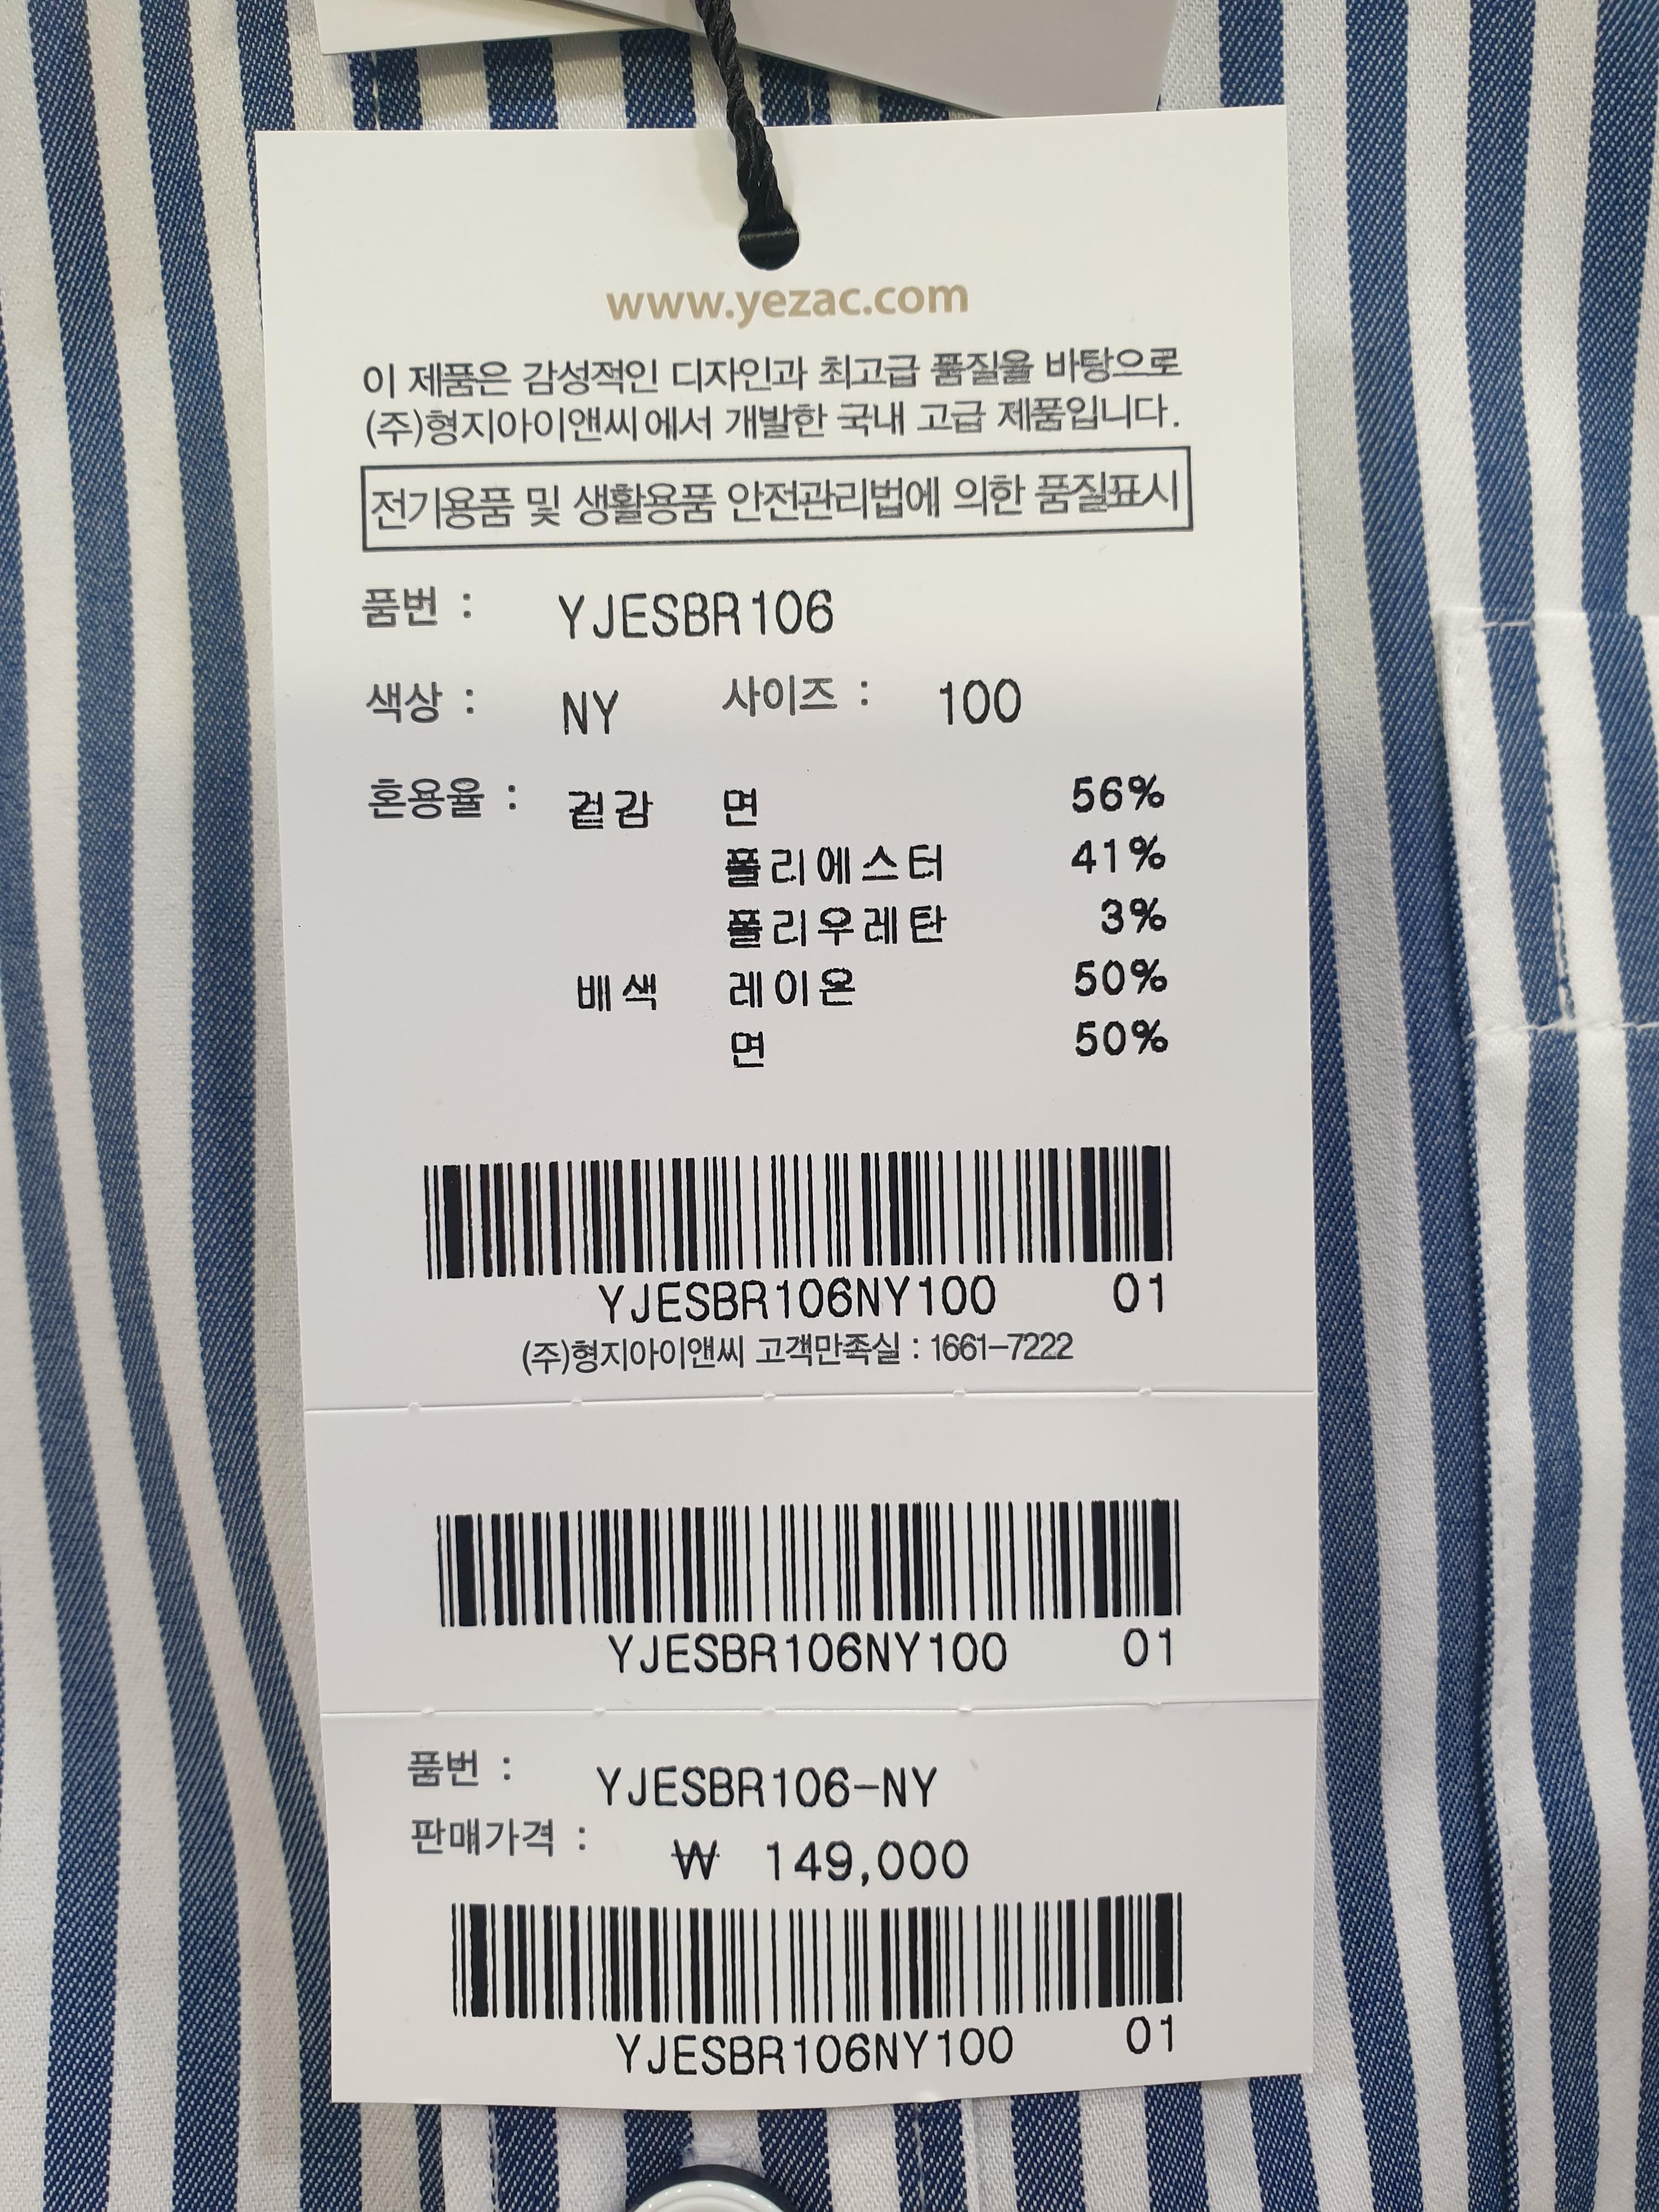 www.yezac.com
이 제품은 감성적인 디자인과 최고급 품질을 바탕으로
(주)형지아이앤씨에서 개발한 국내 고급 제품입니다.
전기용품 및 생활용품 안전관리법에 의한 품질표시
품번 : YJESBR106
색상 : NY 사이즈 : 100
혼용율 : 겉감 면 56%
폴리에스터 41%
폴리우레탄 3%
배색 레이온 50%
면 50%
YJESBR106NY100 01
(주)형지아이앤씨 고객만족실 : 1661-7222
YJESBR106NY100 01
품번 : YJESBR106-NY
판매가격 : ₩ 149,000
YJESBR106NY100 01